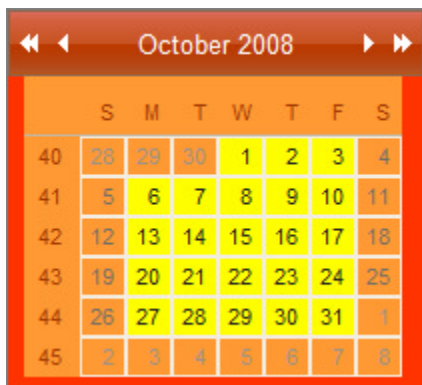 October 2008
S M T W T F S
40 28 29 30 1 2 3 4
41 5 6 7 8 9 10 11
42 12 13 14 15 16 17 18
43 19 20 21 22 23 24 25
44 26 27 28 29 30 31 1
45 2 3 4 5 6 7 8